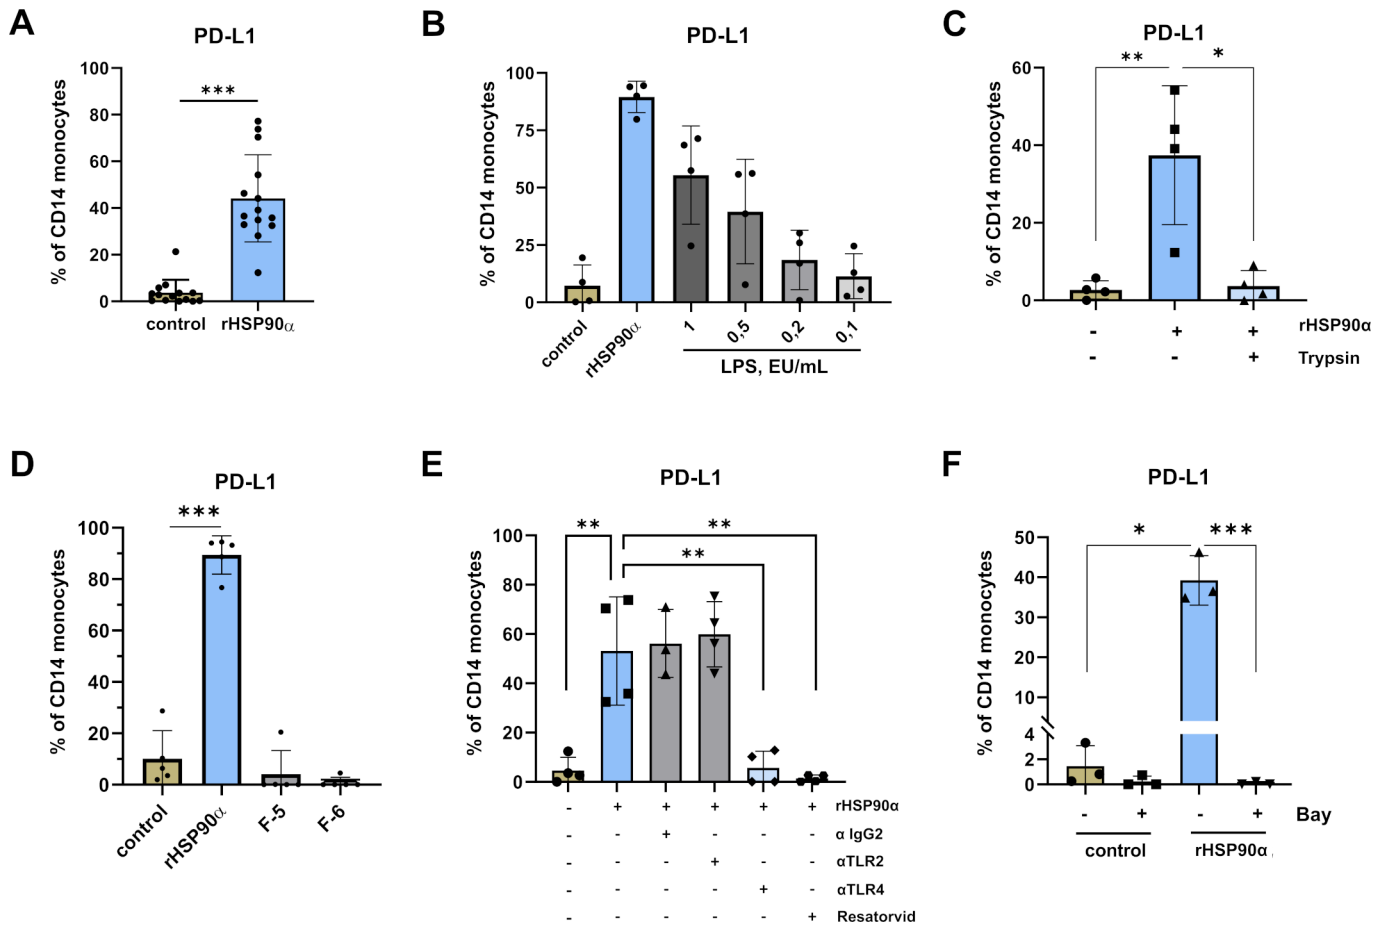 A
PD-L1
% of CD14 monocytes
100
80
60
40
20
0
***
control rHSP90α
B
PD-L1
% of CD14 monocytes
100
75
50
25
0
control rHSP90α 1 0,5 0,2 0,1
LPS, EU/mL
C
PD-L1
% of CD14 monocytes
60
40
20
0
** *
- + + rHSP90α
- - + Trypsin
D
PD-L1
% of CD14 monocytes
100
80
60
40
20
0
***
control rHSP90α F-5 F-6
E
PD-L1
% of CD14 monocytes
100
80
60
40
20
0
** **
**
- + + + + + rHSP90α
- - + - - - α IgG2
- - - + - - αTLR2
- - - - + - αTLR4
- - - - - + Resatorvid
F
PD-L1
% of CD14 monocytes
50
40
30
20
10
4
2
0
* ***
- + - + Bay
control rHSP90α